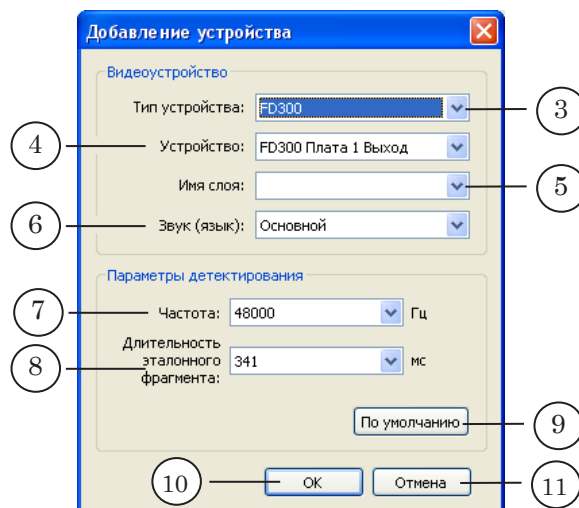 Добавление устройства
Видеоустройство
Тип устройства: FD300 3
4 Устройство: FD300 Плата 1 Выход
Имя слоя: 5
6 Звук (язык): Основной
Параметры детектирования
7 Частота: 48000 Гц
Длительность
8 эталонного 341 мс
фрагмента:
По умолчанию 9
10 ОК Отмена 11